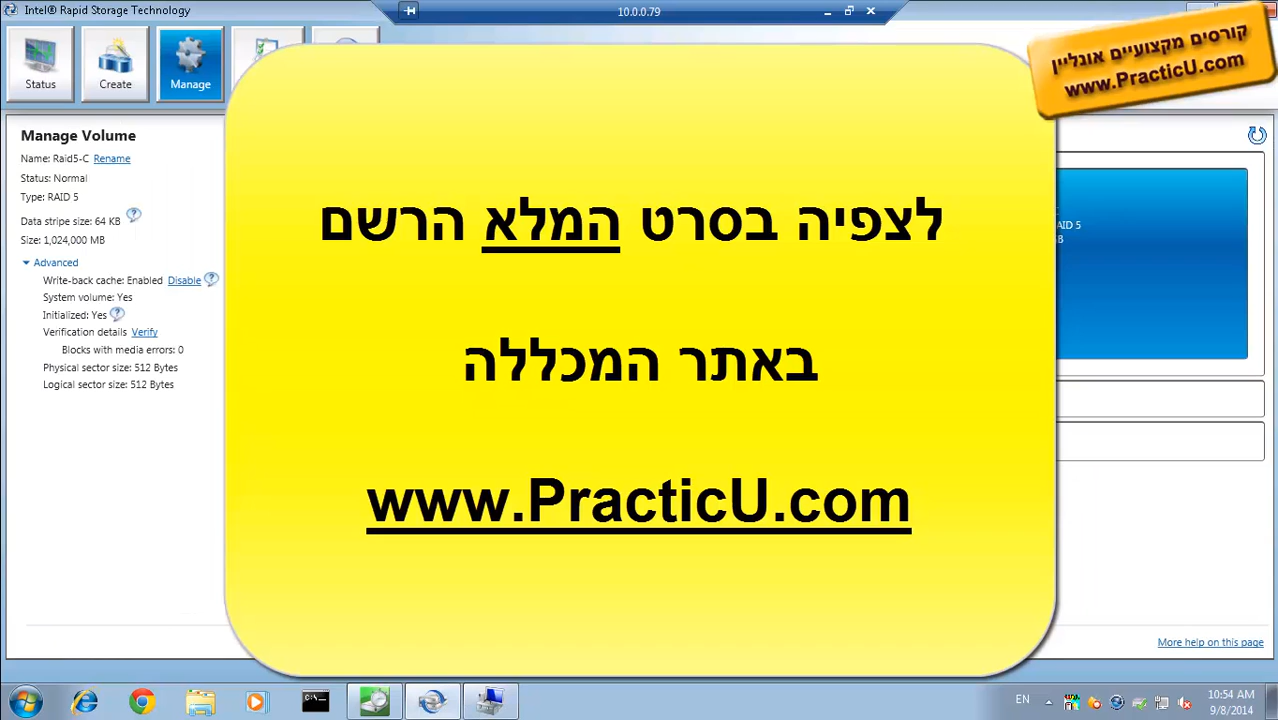 Intel® Rapid Storage Technology
10.0.0.79
Status
Create
Manage
קורסים מקצועיים אונליין
www.PracticU.com
Manage Volume
Name: Raid5-C Rename
Status: Normal
Type: RAID 5
Data stripe size: 64 KB
Size: 1,024,000 MB
Advanced
Write-back cache: Enabled Disable
System volume: Yes
Initialized: Yes
Verification details Verify
Blocks with media errors: 0
Physical sector size: 512 Bytes
Logical sector size: 512 Bytes
לצפיה בסרט המלא הרשם
באתר המכללה
www.PracticU.com
More help on this page
EN
10:54 AM
9/8/2014